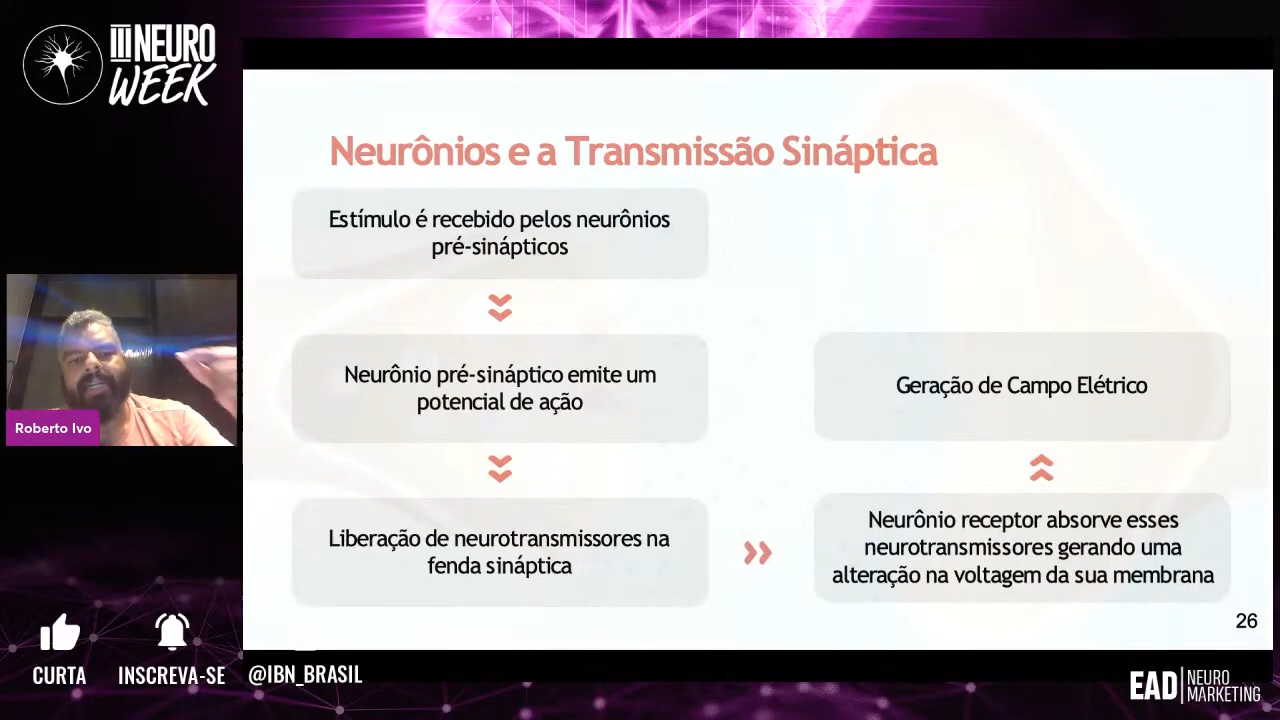 III NEURO
WEEK
Neurônios e a Transmissão Sináptica
Estímulo é recebido pelos neurônios
pré-sinápticos
Neurônio pré-sináptico emite um
potencial de ação
Liberação de neurotransmissores na
fenda sináptica
Geração de Campo Elétrico
Neurônio receptor absorve esses
neurotransmissores gerando uma
alteração na voltagem da sua membrana
26
Roberto Ivo
CURTA
INSCREVA-SE
@IBN_BRASIL
EAD NEURO
MARKETING